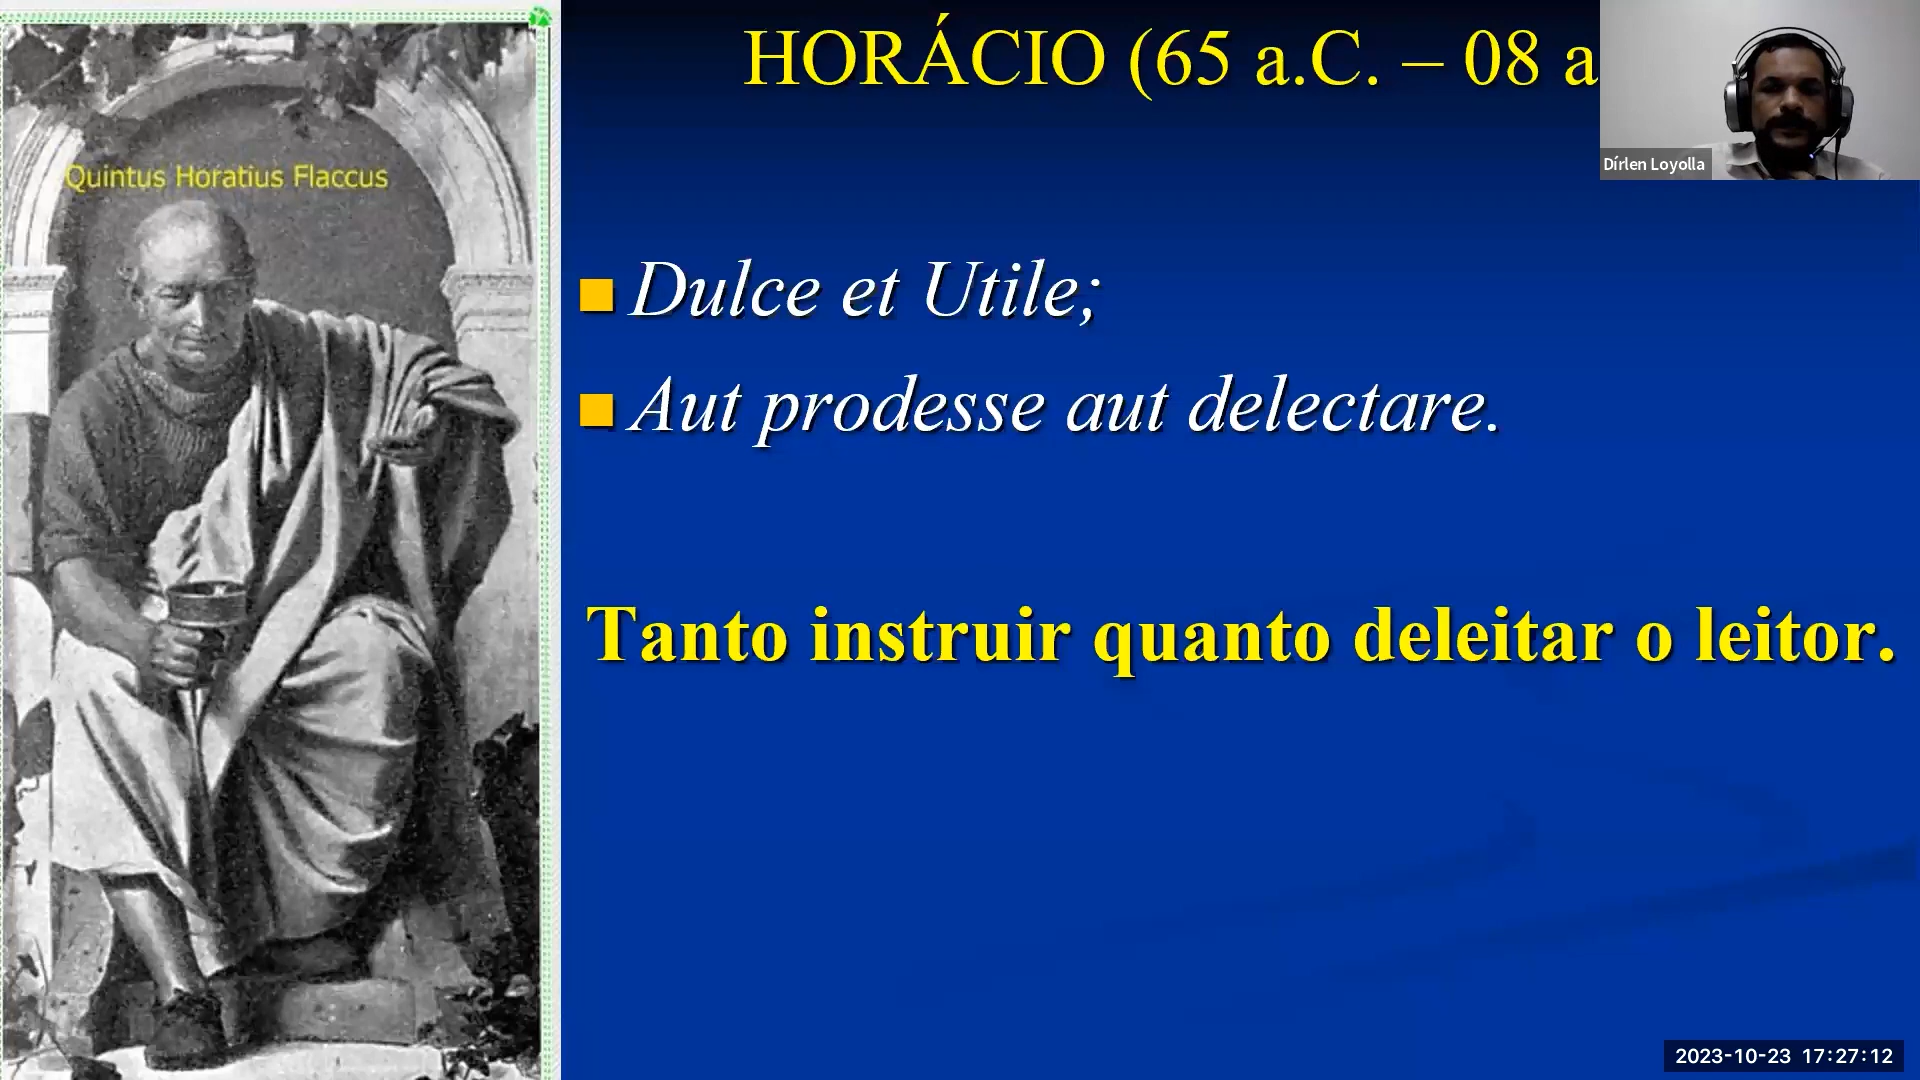 HORÁCIO (65 a.C. – 08 a
Dírlen Loyolla
Quintus Horatius Flaccus
Dulce et Utile;
Aut prodesse aut delectare.
Tanto instruir quanto deleitar o leitor.
2023-10-23 17:27:12